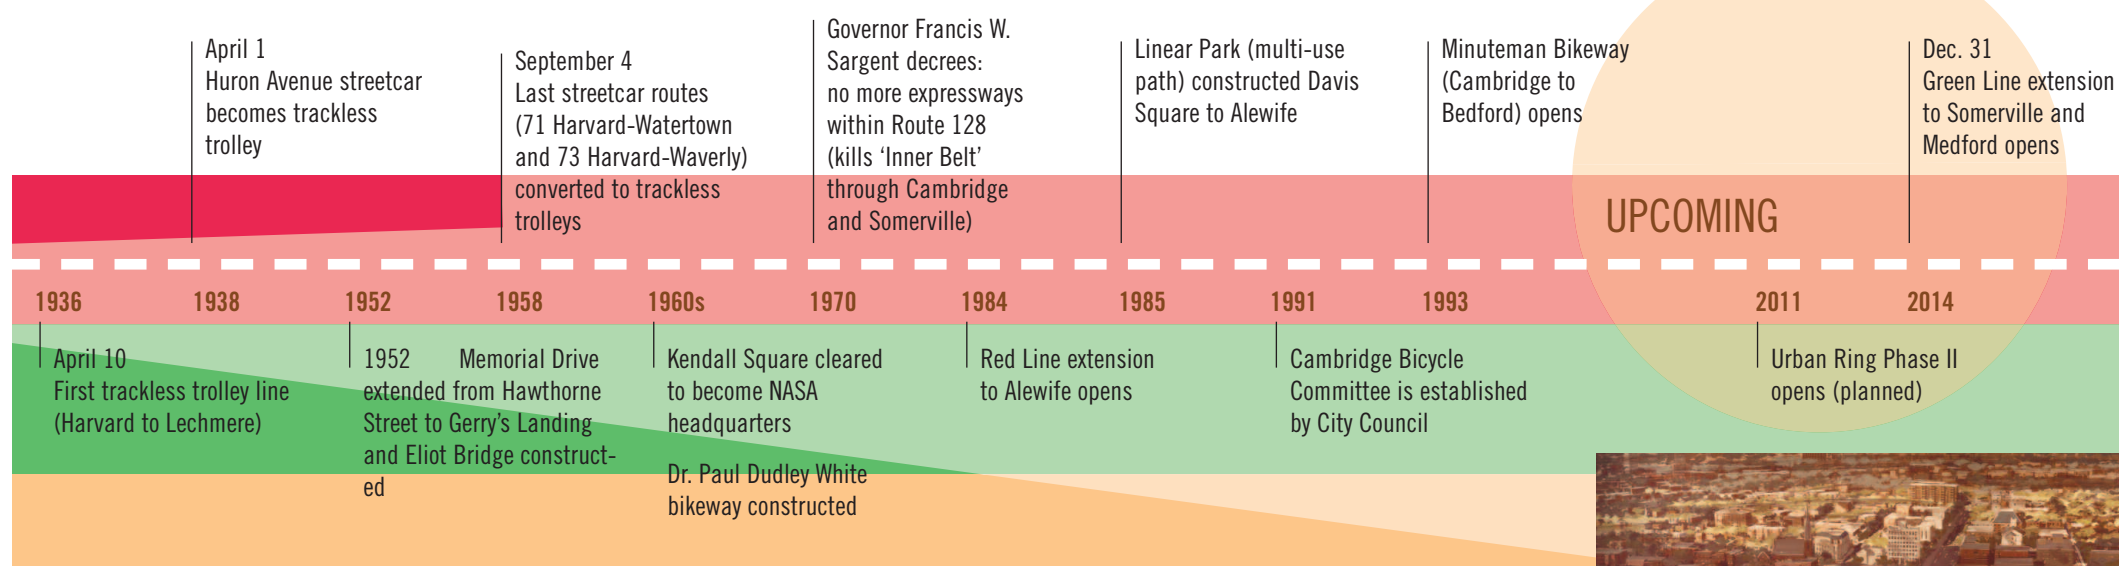 April 1
Huron Avenue streetcar
becomes trackless
trolley
September 4
Last streetcar routes
(71 Harvard-Watertown
and 73 Harvard-Waverly)
converted to trackless
trolleys
Governor Francis W.
Sargent decrees:
no more expressways
within Route 128
(kills ‘Inner Belt’
through Cambridge
and Somerville)
Linear Park (multi-use
path) constructed Davis
Square to Alewife
Minuteman Bikeway
(Cambridge to
Bedford) opens
Dec. 31
Green Line extension
to Somerville and
Medford opens
UPCOMING
1936 1938 1952 1958 1960s 1970 1984 1985 1991 1993 2011 2014
April 10
First trackless trolley line
(Harvard to Lechmere)
1952 Memorial Drive
extended from Hawthorne
Street to Gerry’s Landing
and Eliot Bridge construct-
ed
Kendall Square cleared
to become NASA
headquarters
Dr. Paul Dudley White
bikeway constructed
Red Line extension
to Alewife opens
Cambridge Bicycle
Committee is established
by City Council
Urban Ring Phase II
opens (planned)